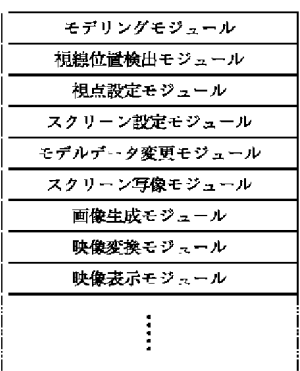 モデリングモジュール
視線位置検出モジュール
視点設定モジュール
スクリーン設定モジュール
モデルデータ変更モジュール
スクリーン写像モジュール
画像生成モジュール
映像変換モジュール
映像表示モジュール